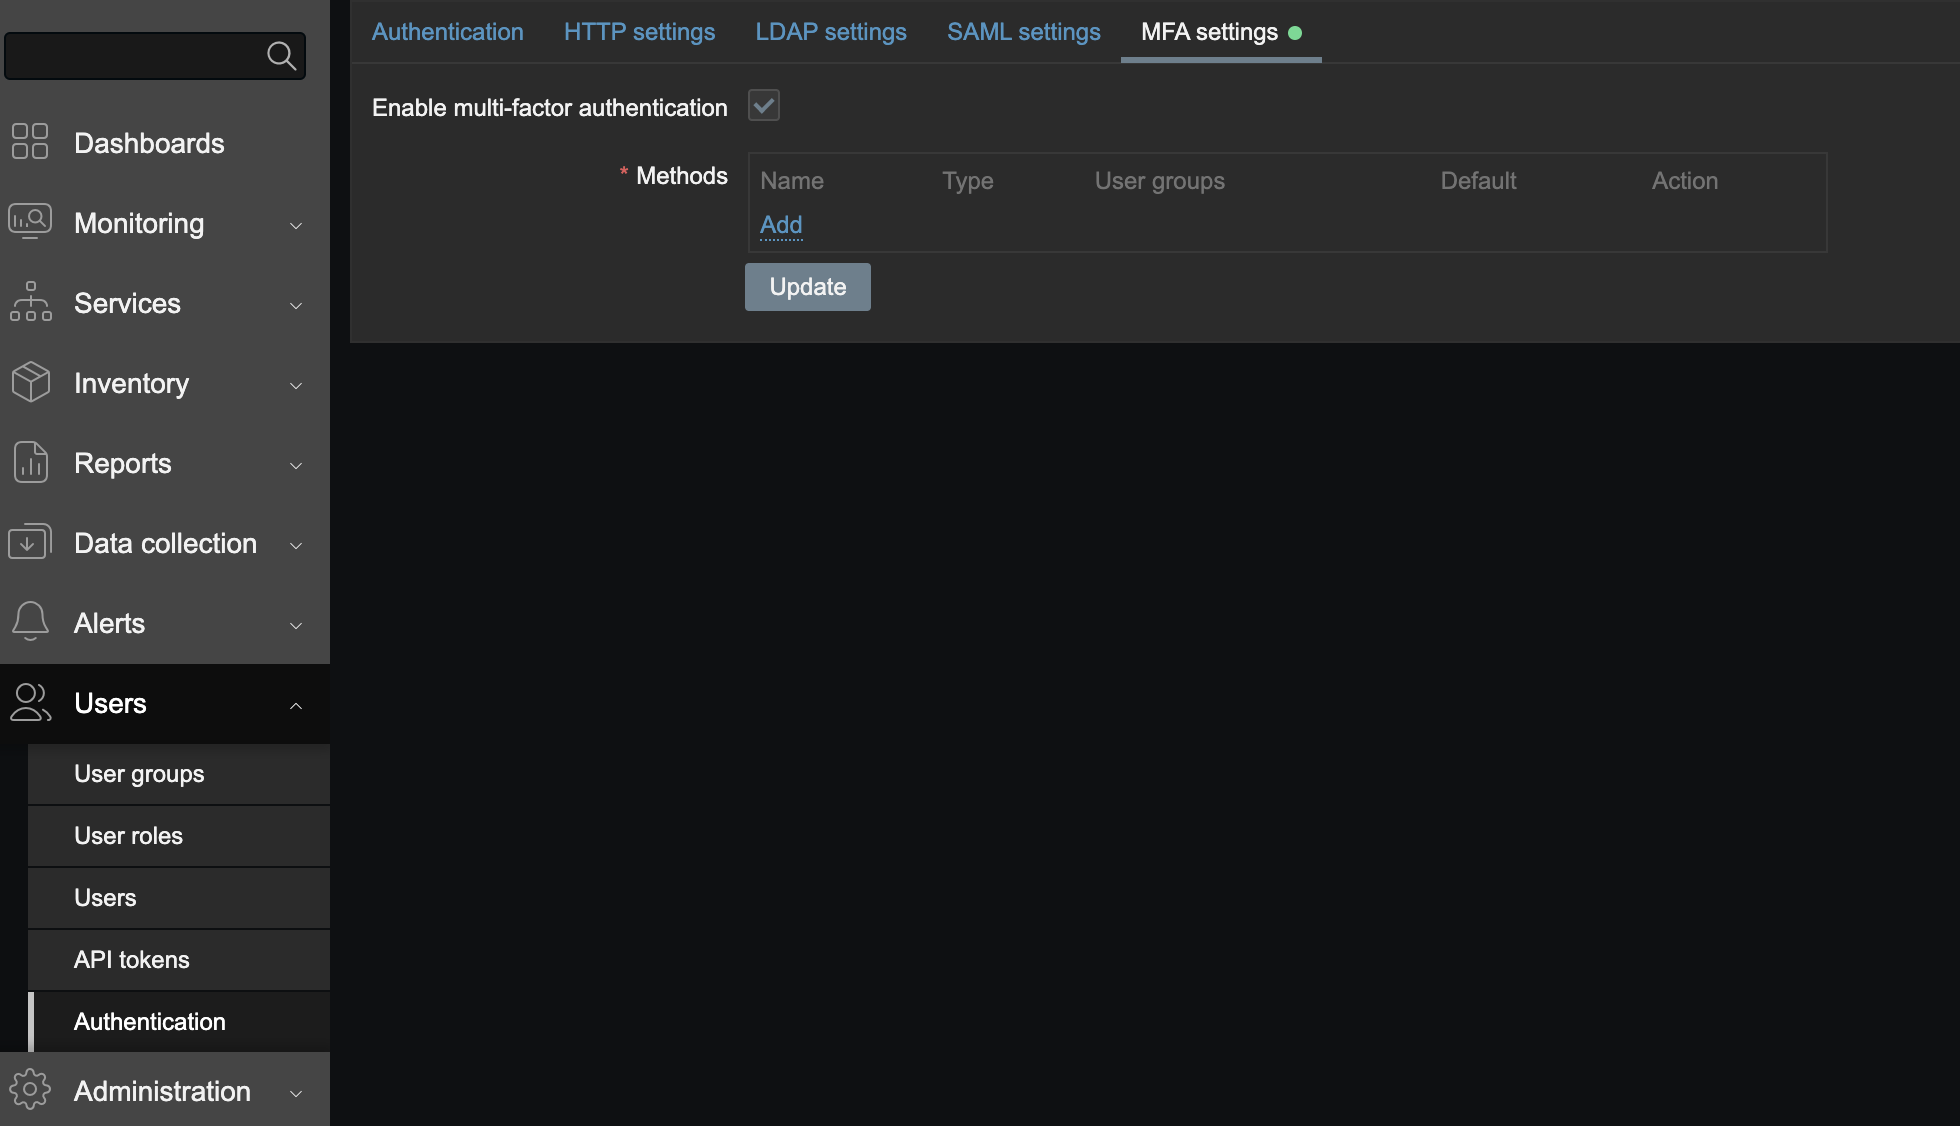 Dashboards
Monitoring
Services
Inventory
Reports
Data collection
Alerts
Users
User groups
User roles
Users
API tokens
Authentication
Administration
Authentication HTTP settings LDAP settings SAML settings MFA settings
Enable multi-factor authentication
* Methods
Name Type User groups Default Action
Add
Update